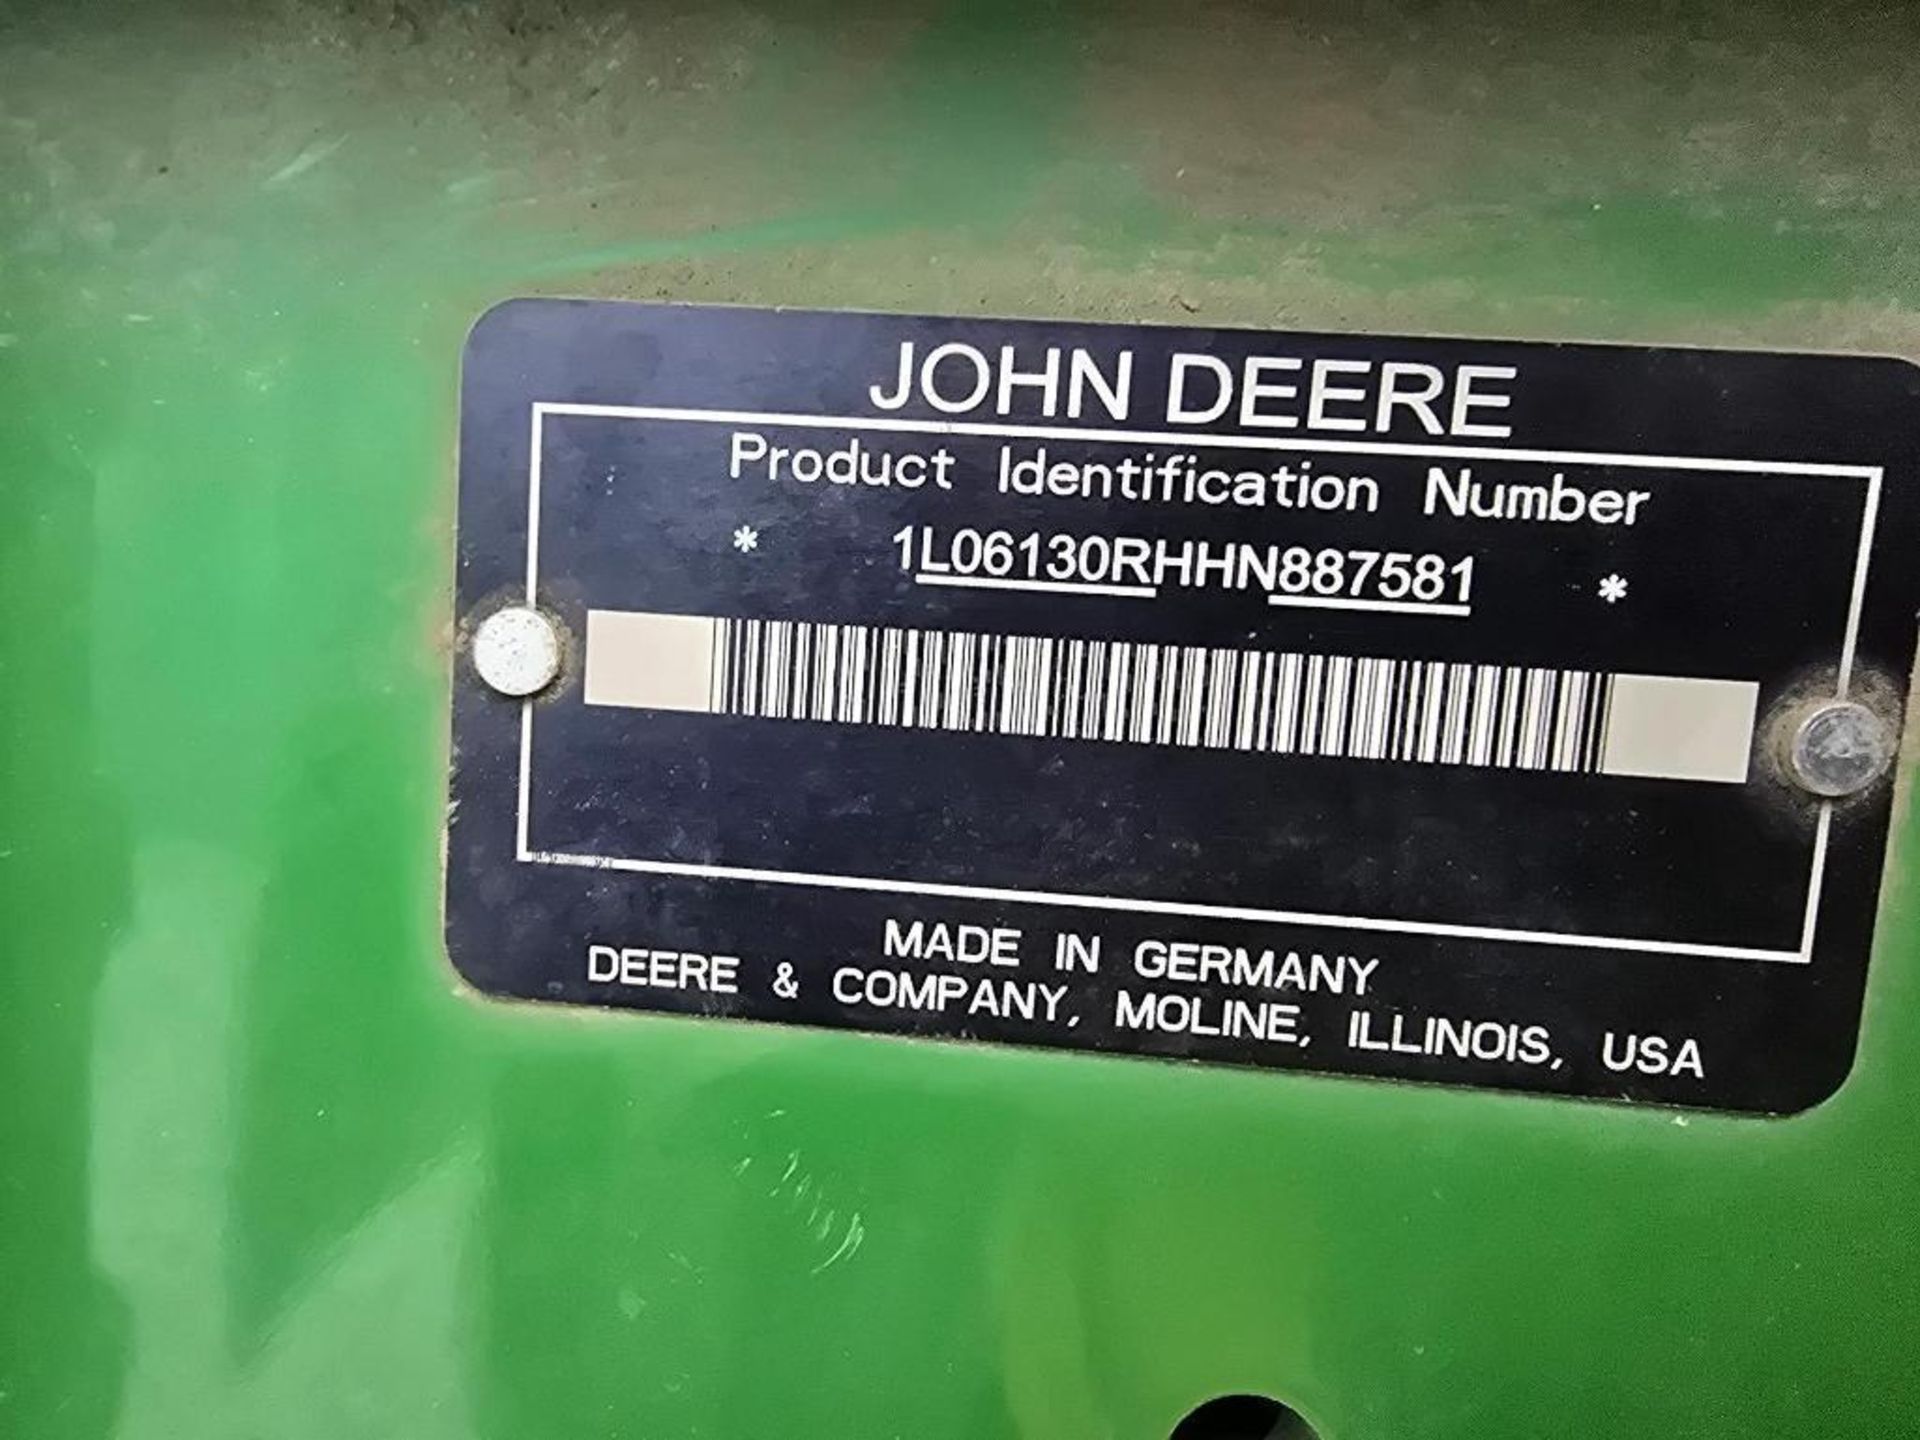 JOHN DEERE
Product Identification Number
* 1L06130RHHN887581 *
MADE IN GERMANY
DEERE & COMPANY, MOLINE, ILLINOIS, USA